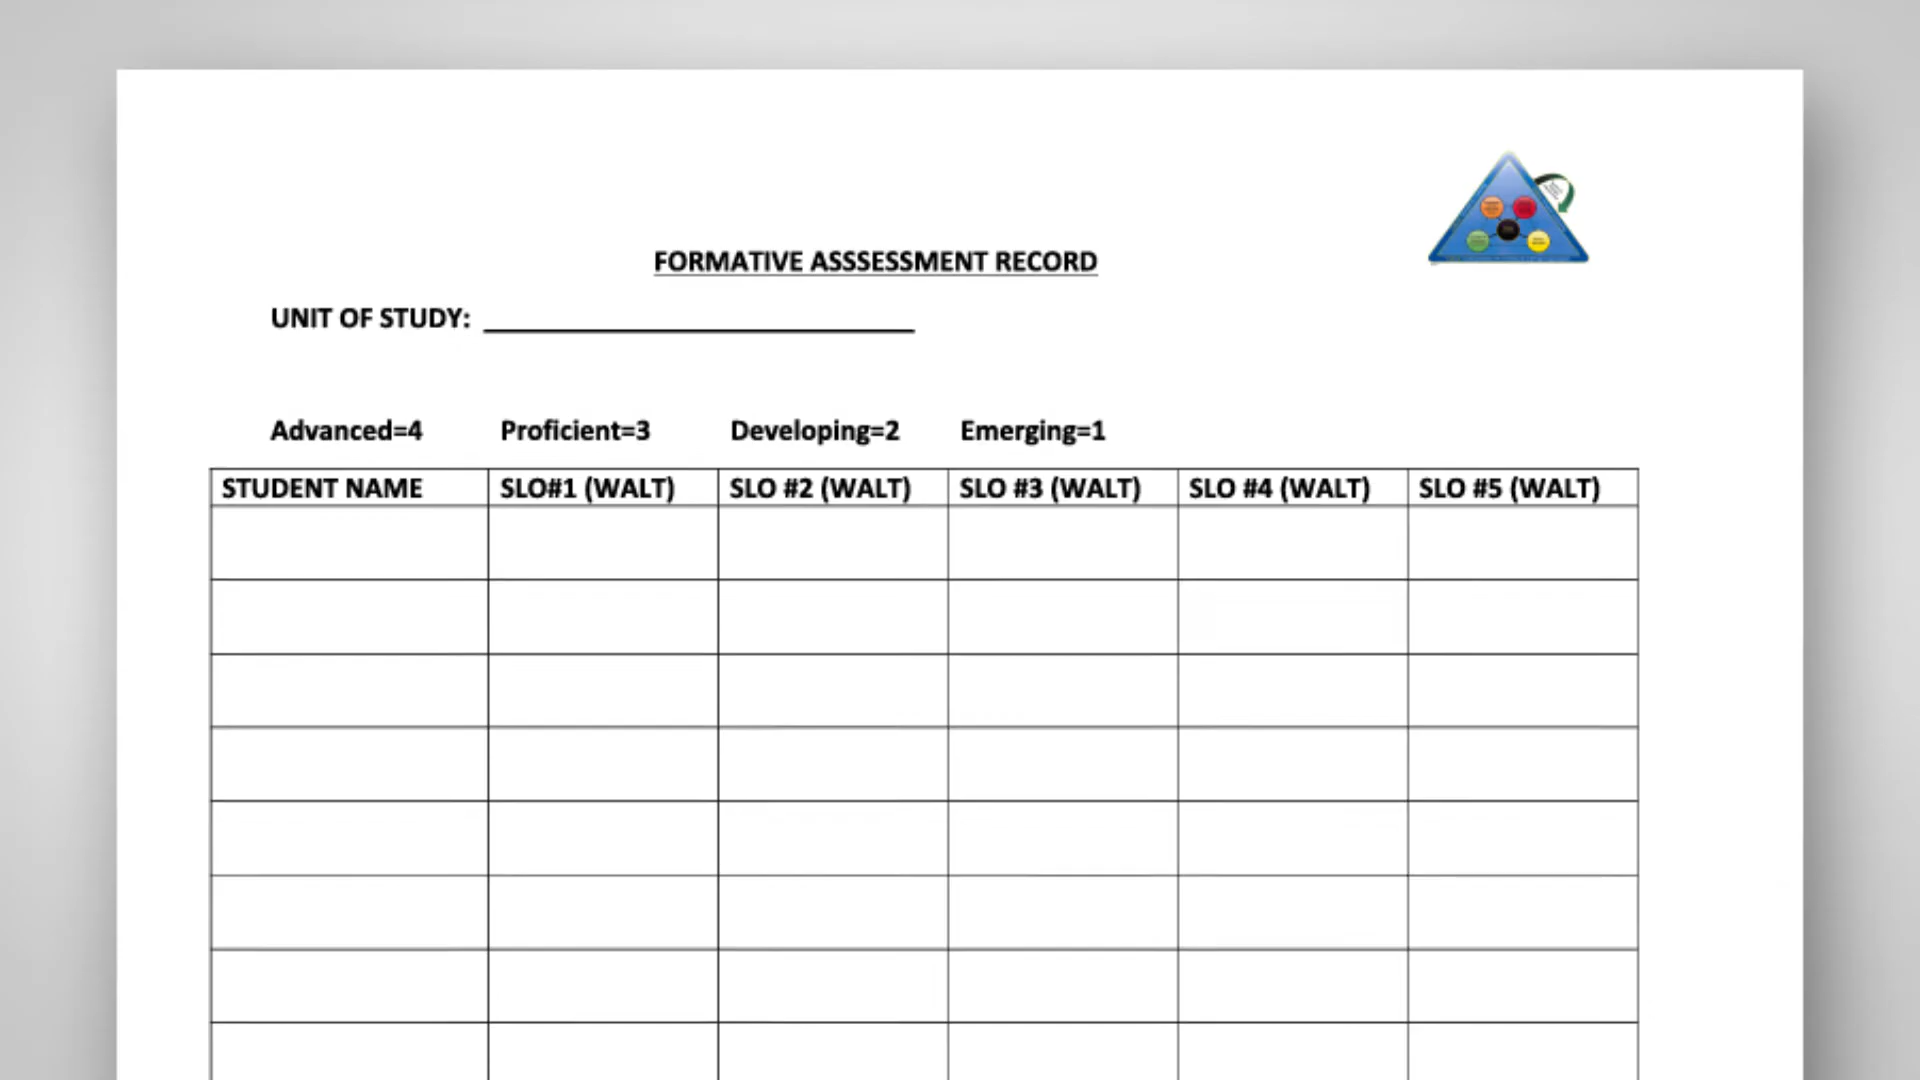 FORMATIVE ASSSESSMENT RECORD
UNIT OF STUDY: ______________________________
Advanced=4 Proficient=3 Developing=2 Emerging=1
STUDENT NAME SLO#1 (WALT) SLO #2 (WALT) SLO #3 (WALT) SLO #4 (WALT) SLO #5 (WALT)